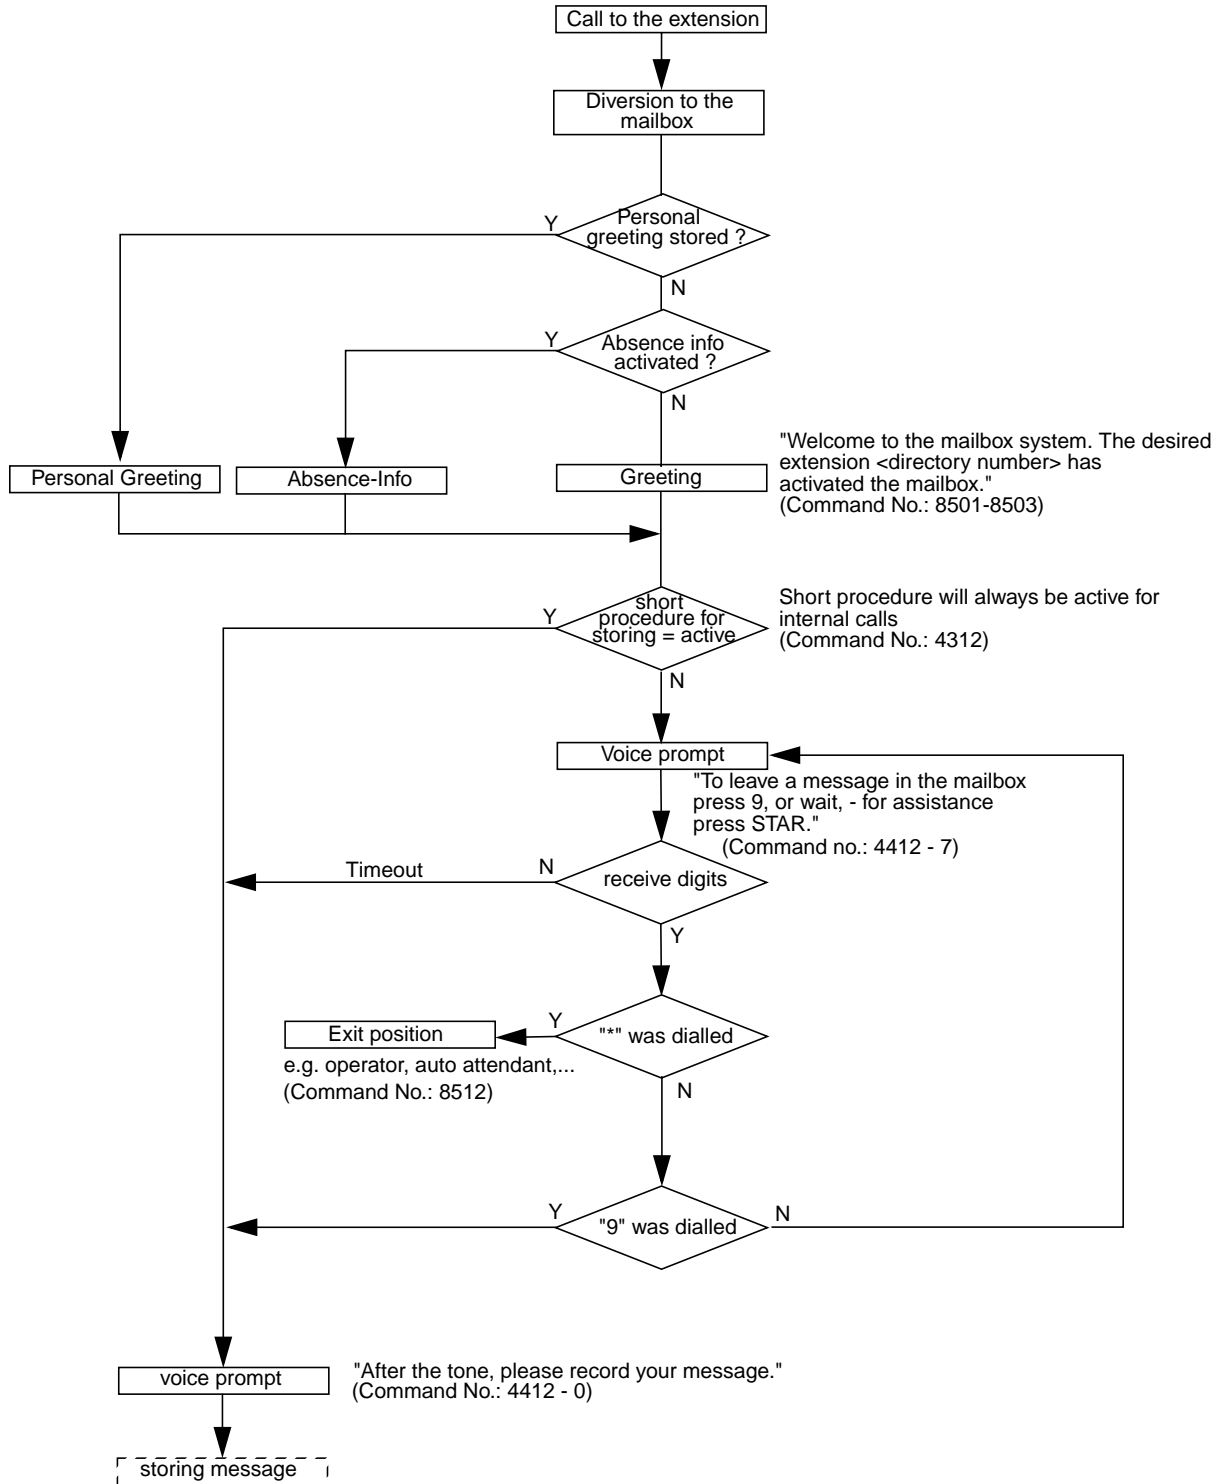 Call to the extension
Diversion to the
mailbox
Y
Personal
greeting stored ?
N
Y
Absence info
activated ?
N
"Welcome to the mailbox system. The desired
extension <directory number> has
activated the mailbox."
(Command No.: 8501-8503)
Personal Greeting
Absence-Info
Greeting
Y
short
procedure for
storing = active
Short procedure will always be active for
internal calls
(Command No.: 4312)
N
Voice prompt
"To leave a message in the mailbox
press 9, or wait, - for assistance
press STAR."
(Command no.: 4412 - 7)
Timeout
N
receive digits
Y
Exit position
Y
"*" was dialled
e.g. operator, auto attendant,...
(Command No.: 8512)
N
Y
"9" was dialled
N
voice prompt
"After the tone, please record your message."
(Command No.: 4412 - 0)
storing message